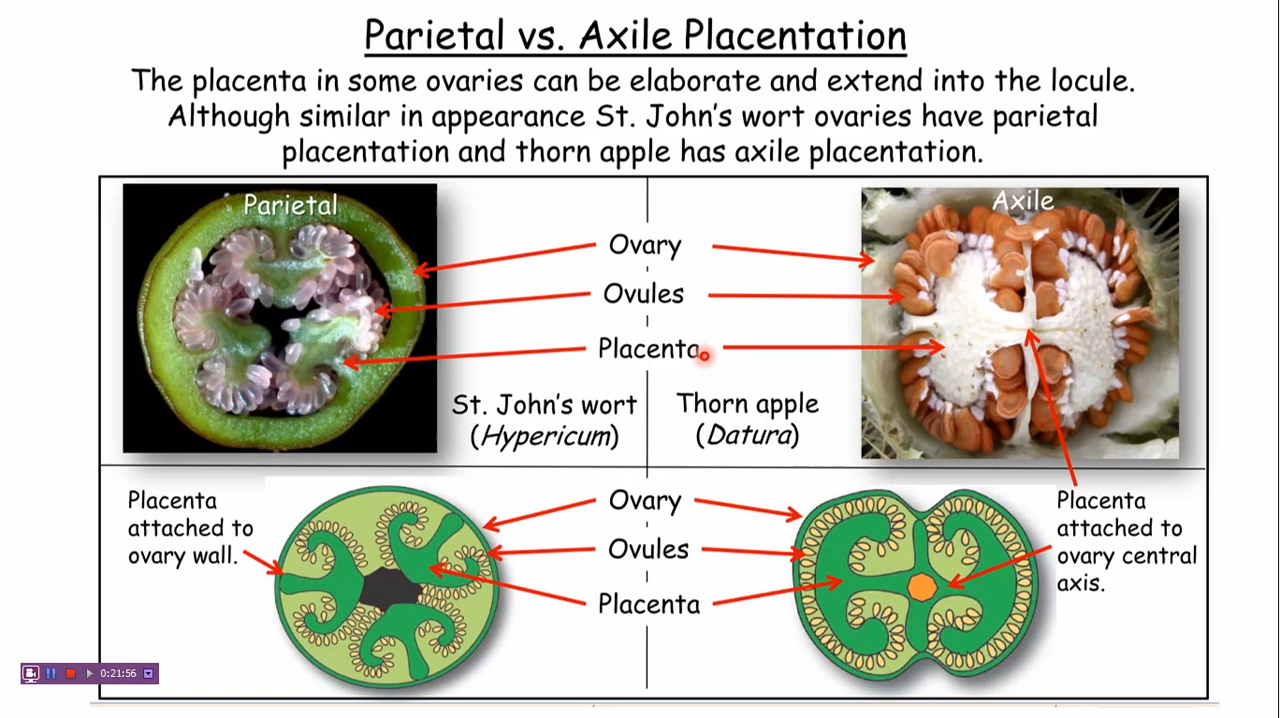 Parietal vs. Axile Placentation
The placenta in some ovaries can be elaborate and extend into the locule.
Although similar in appearance St. John's wort ovaries have parietal
placentation and thorn apple has axile placentation.
Parietal
Axile
Ovary
Ovules
Placenta
St. John's wort
(Hypericum)
Thorn apple
(Datura)
Placenta
attached to
ovary wall.
Ovary
Ovules
Placenta
Placenta
attached to
ovary central
axis.
0:21:56